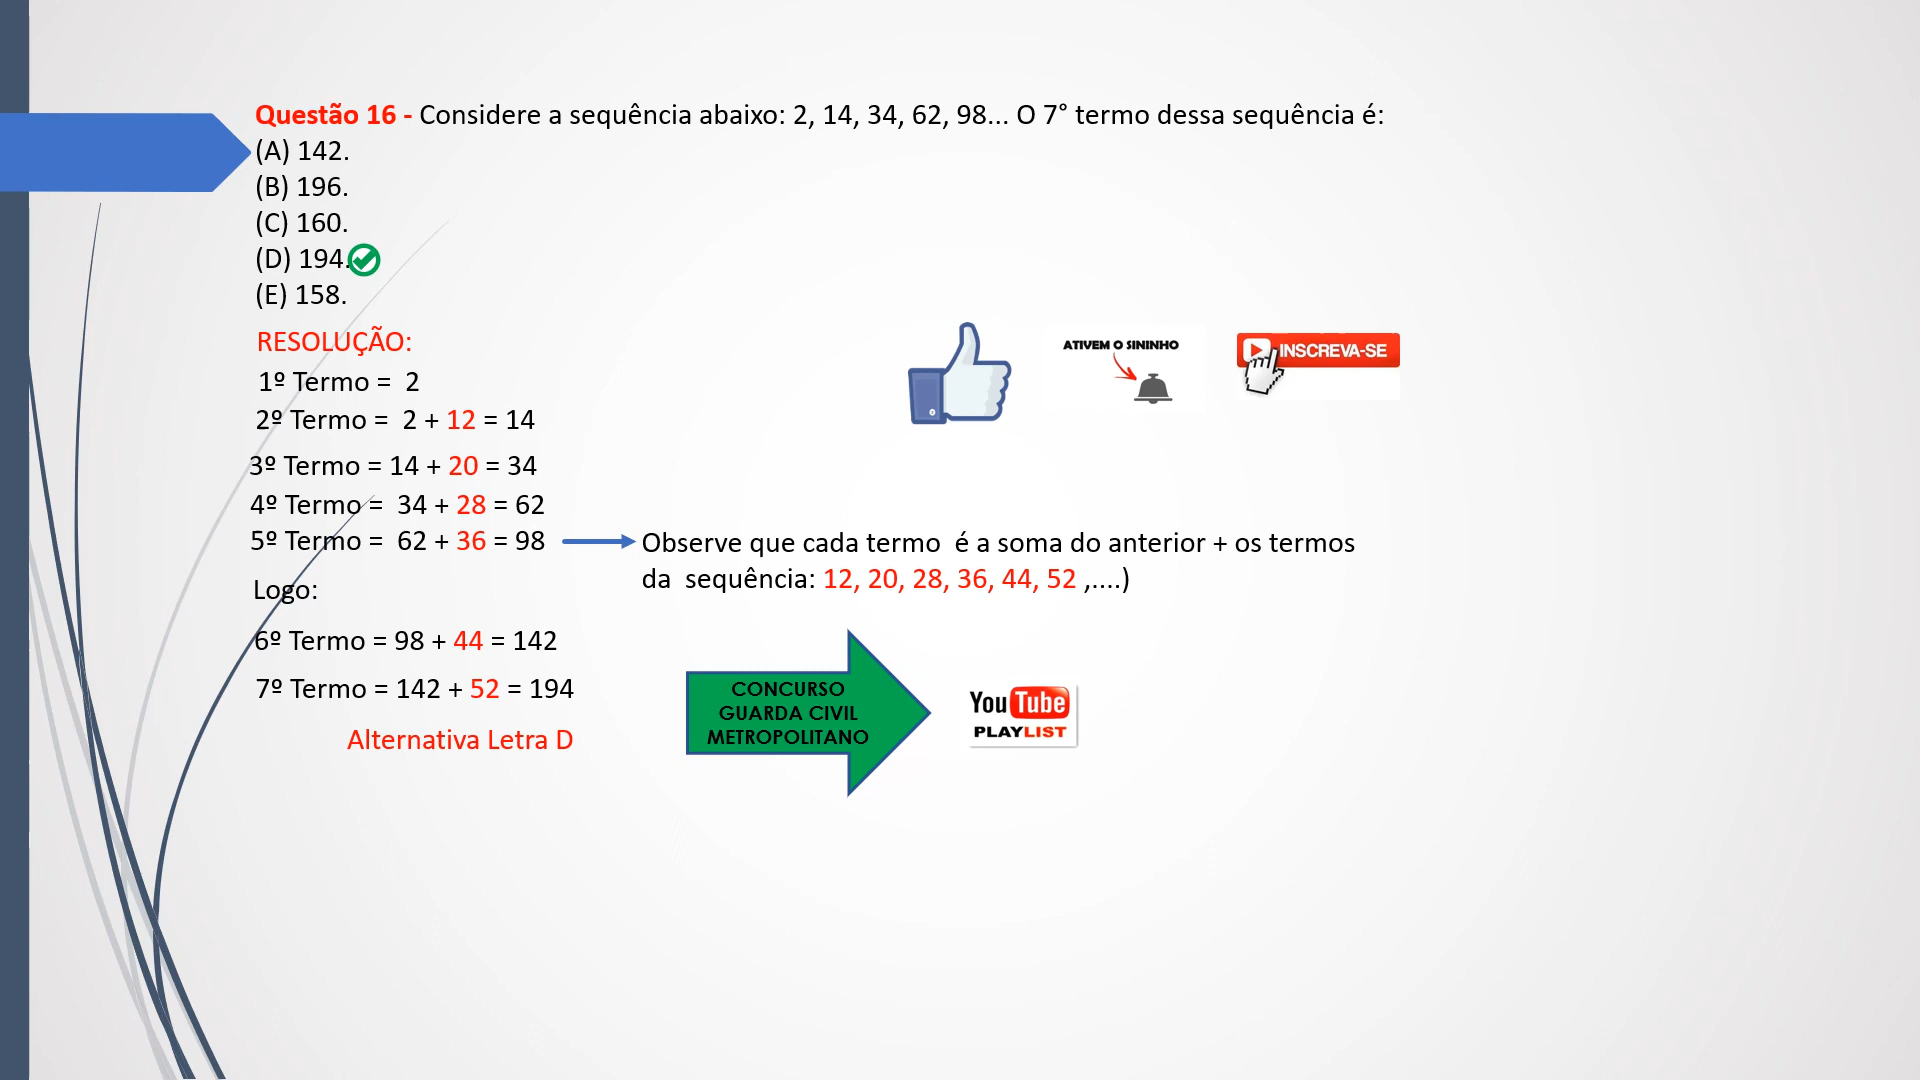 Questão 16 - Considere a sequência abaixo: 2, 14, 34, 62, 98... O 7° termo dessa sequência é:
(A) 142.
(B) 196.
(C) 160.
(D) 194.
(E) 158.
RESOLUÇÃO:
1º Termo = 2
2º Termo = 2 + 12 = 14
3º Termo = 14 + 20 = 34
4º Termo = 34 + 28 = 62
5º Termo = 62 + 36 = 98
Observe que cada termo é a soma do anterior + os termos
da sequência: 12, 20, 28, 36, 44, 52 ,....)
Logo:
6º Termo = 98 + 44 = 142
7º Termo = 142 + 52 = 194
Alternativa Letra D
ATIVEM O SININHO
INSCREVA-SE
CONCURSO
GUARDA CIVIL
METROPOLITANO
YouTube
PLAYLIST